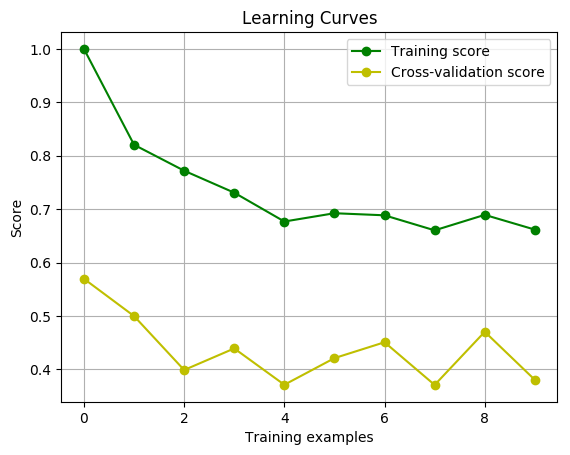 Learning Curves
Training score
Cross-validation score
1.0
0.9
0.8
0.7
0.6
0.5
0.4
Score
0 2 4 6 8
Training examples